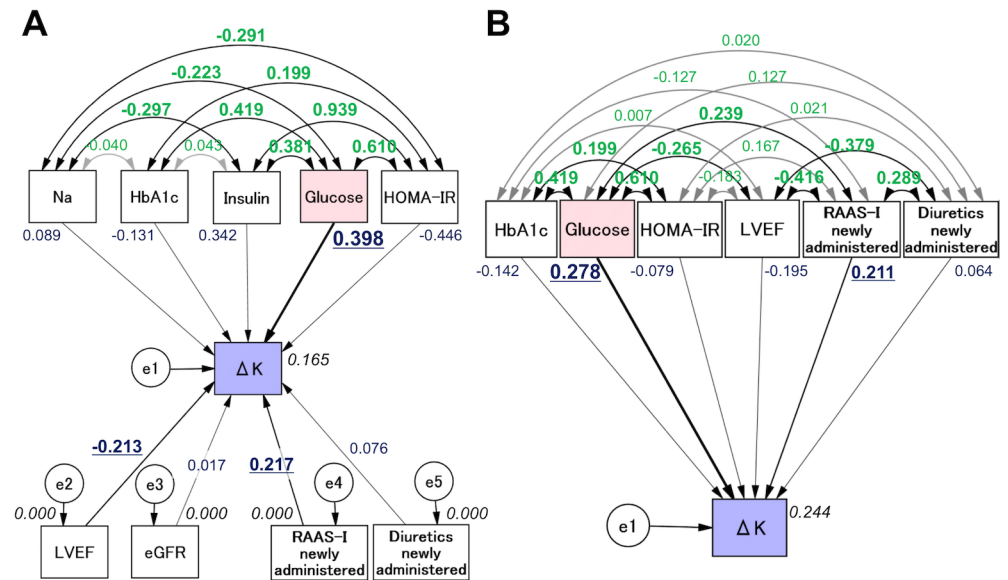 A
-0.291
-0.223 0.199
-0.297 0.419 0.939
-0.040 0.043 0.381 0.610
Na HbA1c Insulin Glucose HOMA-IR
0.089 -0.131 0.342 0.398 -0.446
e1 ΔK 0.165
-0.213 0.017 0.217 0.076
e2 e3 e4 e5
0.000 0.000 0.000 0.000
LVEF eGFR
RAAS-I
newly
administered
Diuretics
newly
administered
B
0.020
-0.127 0.127
0.007 0.239 0.021
0.199 -0.265 0.167 -0.379
0.419 0.610 -0.183 -0.416 0.289
HbA1c Glucose HOMA-IR LVEF
RAAS-I
newly
administered
Diuretics
newly
administered
-0.142 0.278 -0.079 -0.195 0.211 0.064
e1 ΔK 0.244